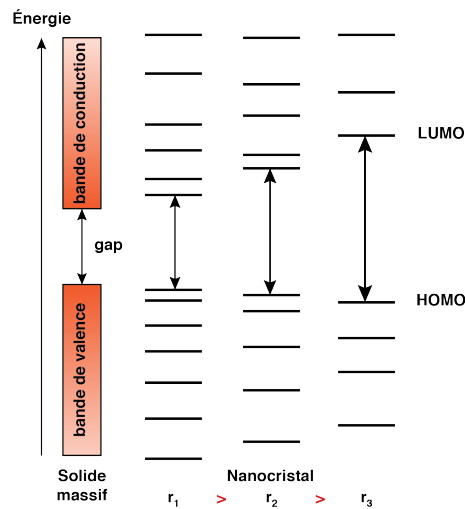 Énergie
bande de conduction
gap
bande de valence
LUMO
HOMO
Solide
massif
Nanocristal
r₁ > r₂ > r₃